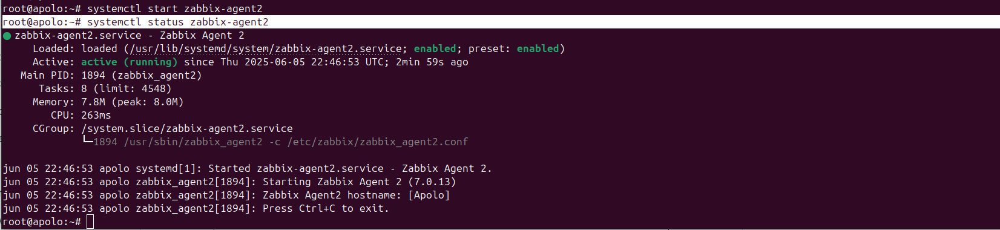 root@apolo:~# systemctl start zabbix-agent2
root@apolo:~# systemctl status zabbix-agent2
● zabbix-agent2.service - Zabbix Agent 2
Loaded: loaded (/usr/lib/systemd/system/zabbix-agent2.service; enabled; preset: enabled)
Active: active (running) since Thu 2025-06-05 22:46:53 UTC; 2min 59s ago
Main PID: 1894 (zabbix_agent2)
Tasks: 8 (limit: 4548)
Memory: 7.8M (peak: 8.0M)
CPU: 263ms
CGroup: /system.slice/zabbix-agent2.service
└─1894 /usr/sbin/zabbix_agent2 -c /etc/zabbix/zabbix_agent2.conf
jun 05 22:46:53 apolo systemd[1]: Started zabbix-agent2.service - Zabbix Agent 2.
jun 05 22:46:53 apolo zabbix_agent2[1894]: Starting Zabbix Agent 2 (7.0.13)
jun 05 22:46:53 apolo zabbix_agent2[1894]: Zabbix Agent2 hostname: [Apolo]
jun 05 22:46:53 apolo zabbix_agent2[1894]: Press Ctrl+C to exit.
root@apolo:~#